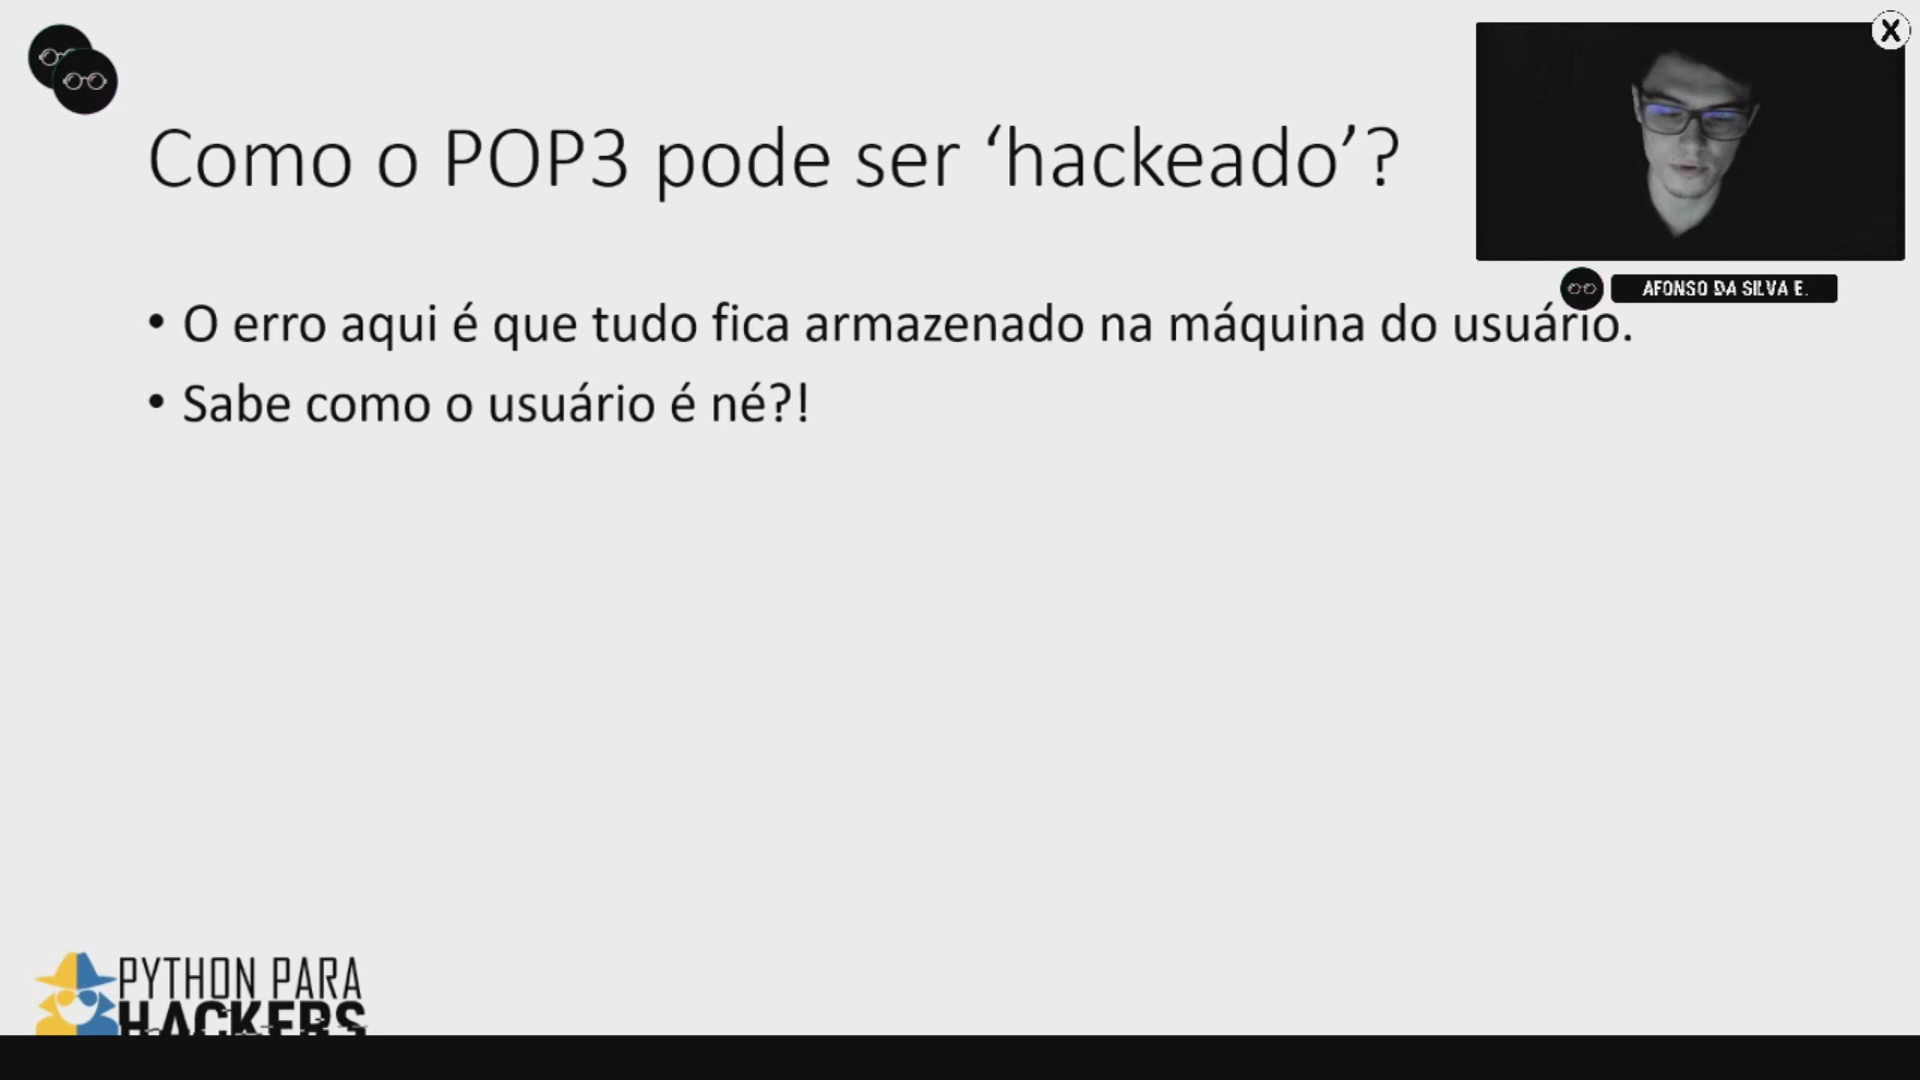 Como o POP3 pode ser ‘hackeado’?
X
AFONSO DA SILVA E.
• O erro aqui é que tudo fica armazenado na máquina do usuário.
• Sabe como o usuário é né?!
PYTHON PARA
HACKERS